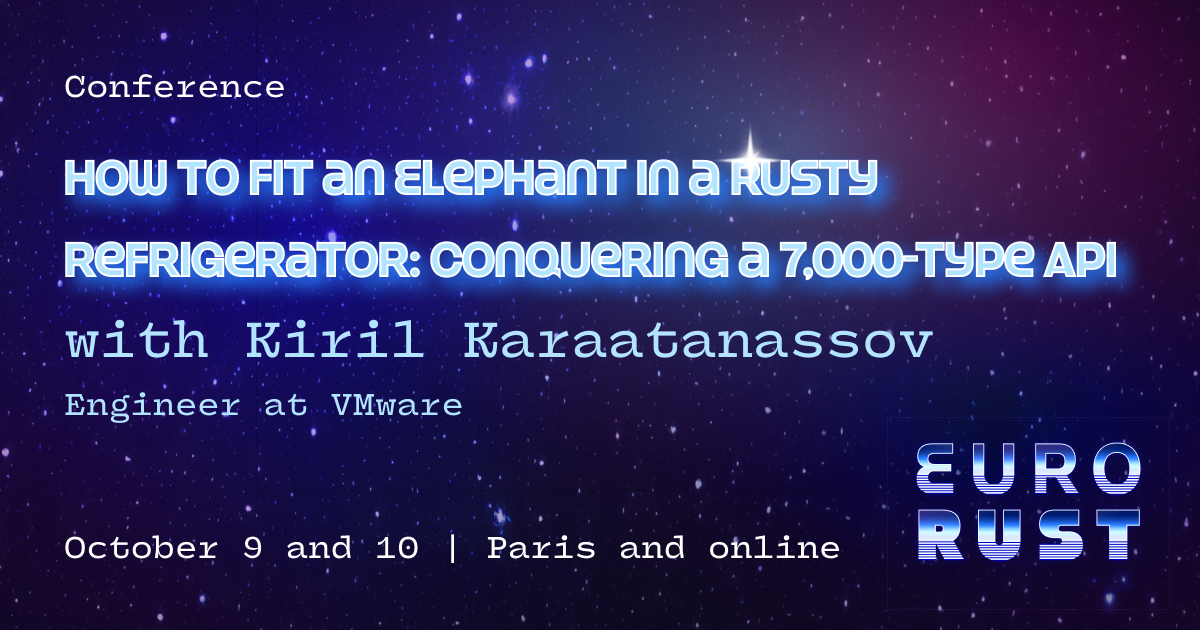 Conference
HOW TO FIT an ELePHanT In a RUSTY
ReFRIGeRaTOR: COnQUeRInG a 7,000-TYPe API
with Kiril Karaatanassov
Engineer at VMware
October 9 and 10 | Paris and online
EURO
RUST